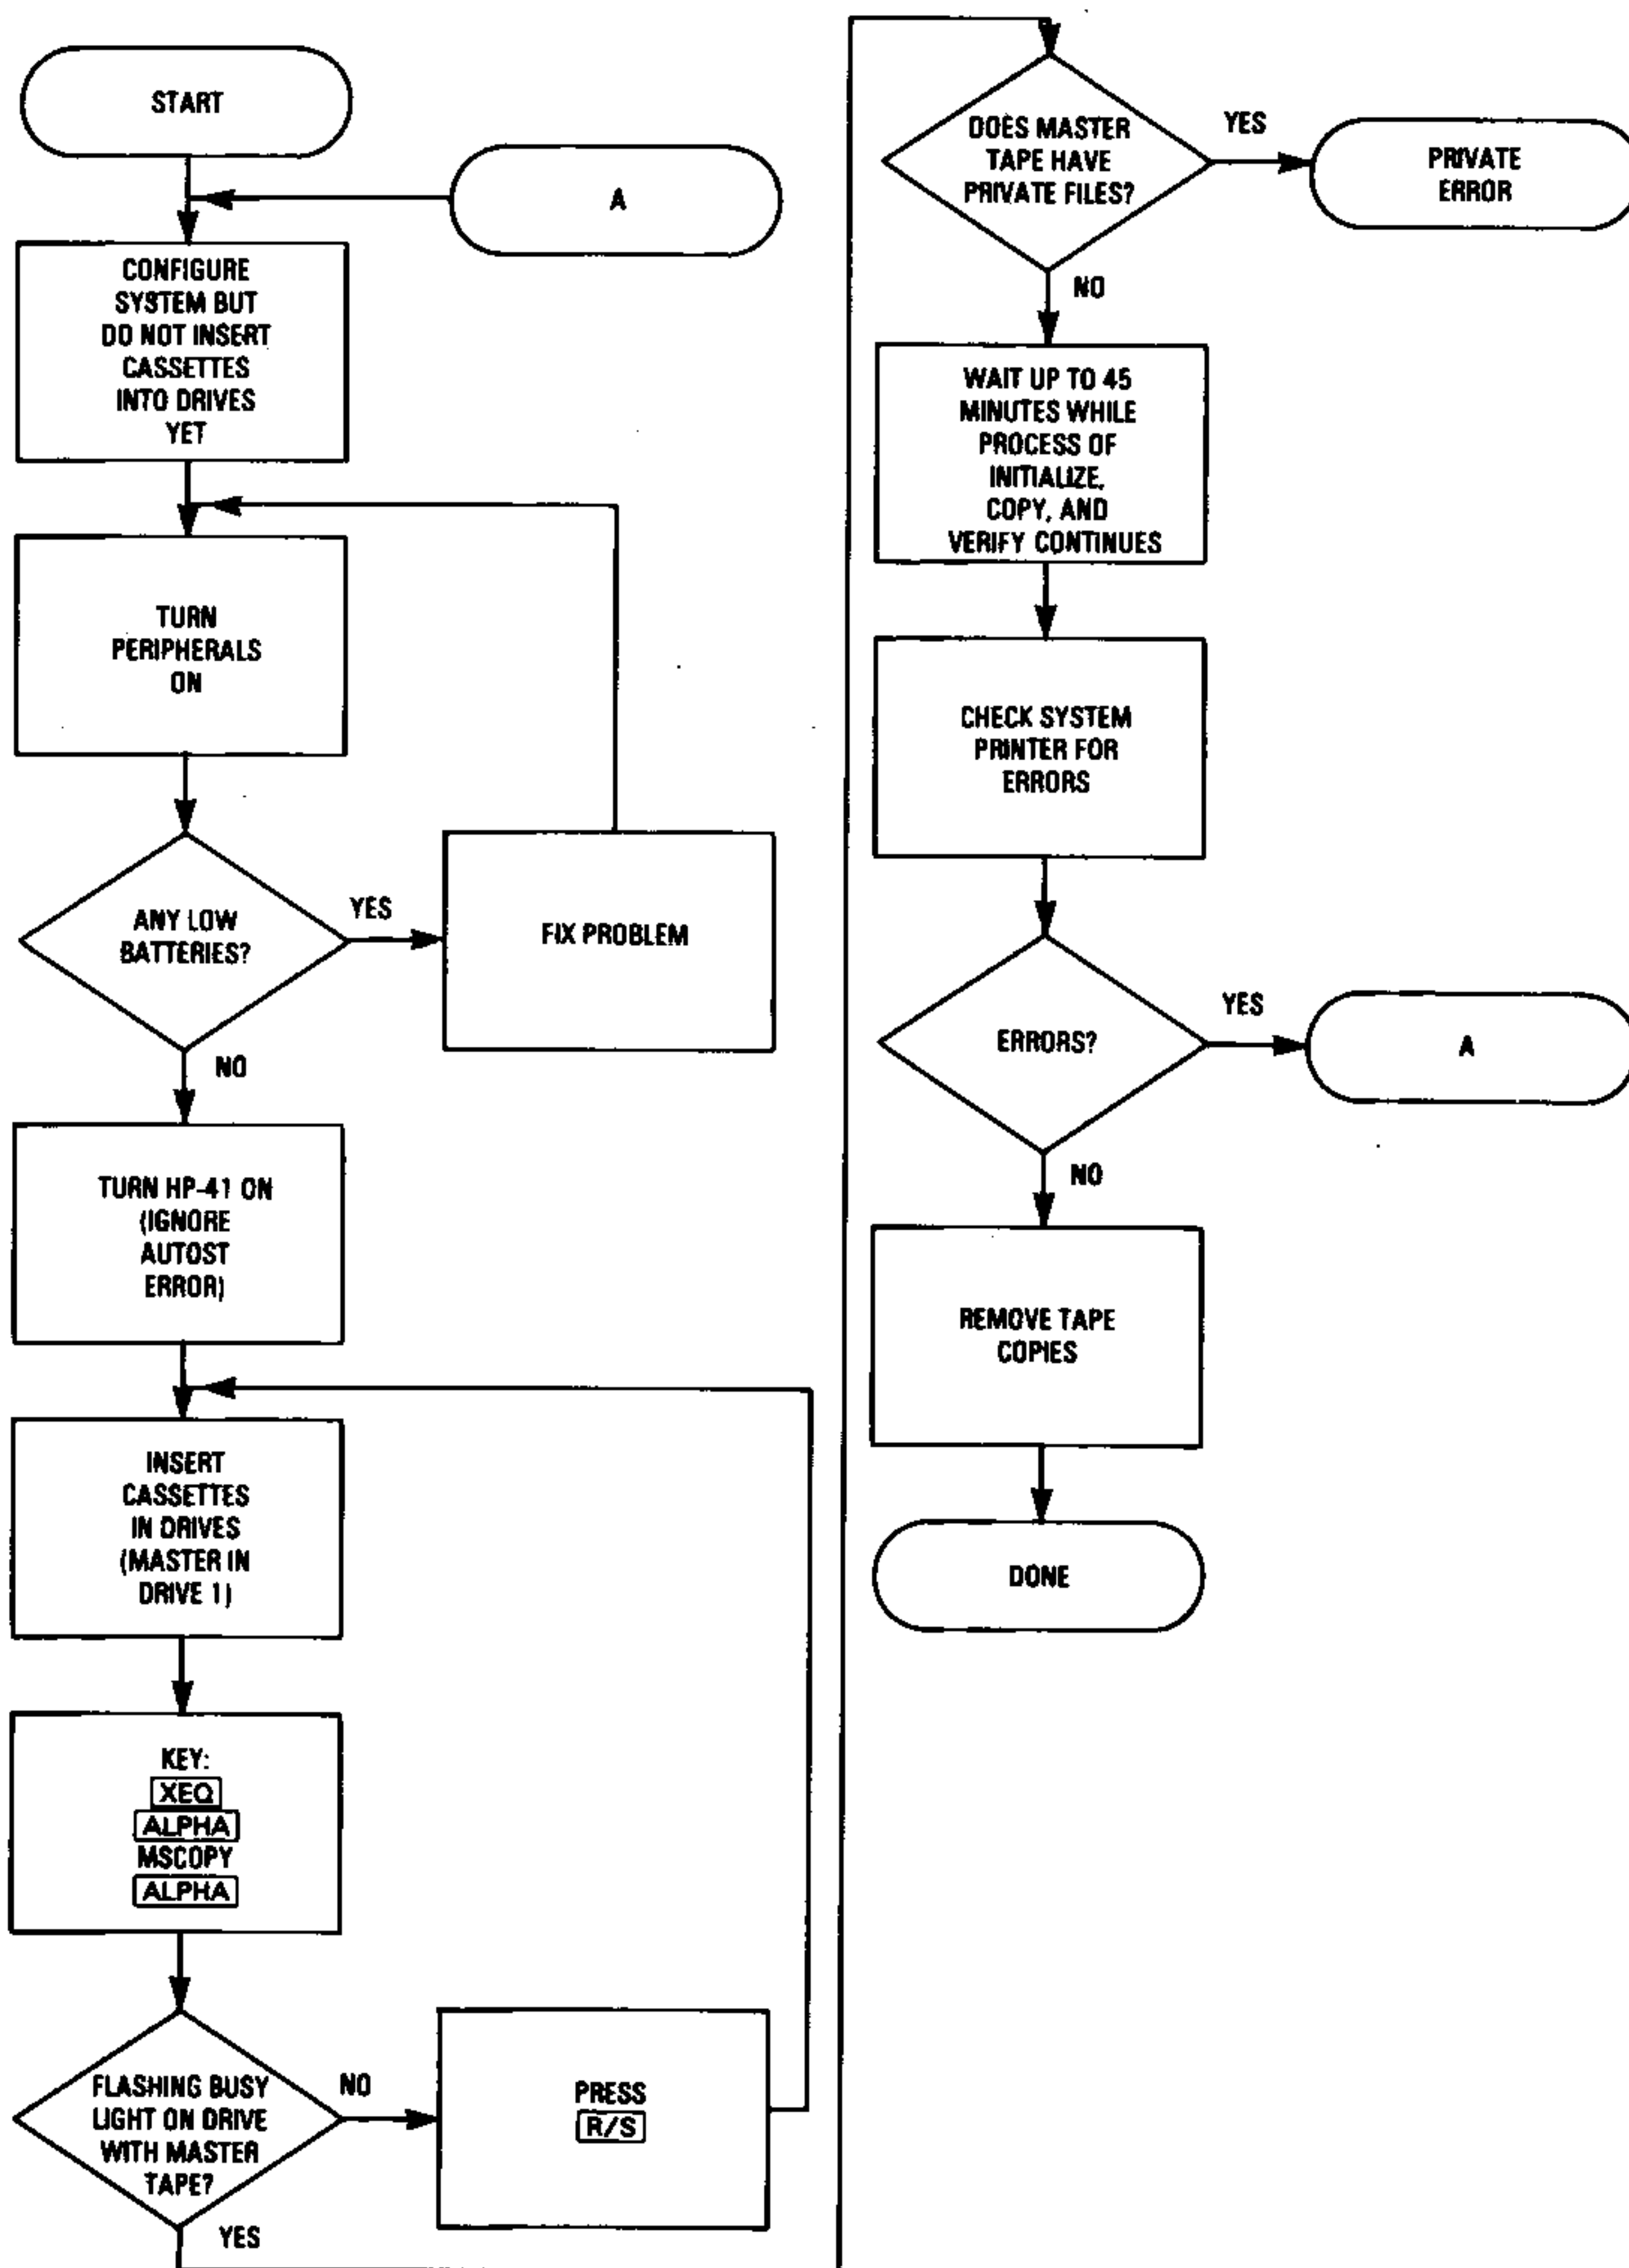 START
A
CONFIGURE
SYSTEM BUT
DO NOT INSERT
CASSETTES
INTO DRIVES
YET
TURN
PERIPHERALS
ON
ANY LOW
BATTERIES?
YES
FIX PROBLEM
NO
TURN HP-41 ON
(IGNORE
AUTOST
ERROR)
INSERT
CASSETTES
IN DRIVES
(MASTER IN
DRIVE 1)
KEY:
XEQ
ALPHA
MSCOPY
ALPHA
FLASHING BUSY
LIGHT ON DRIVE
WITH MASTER
TAPE?
NO
PRESS
R/S
YES
DOES MASTER
TAPE HAVE
PRIVATE FILES?
YES
PRIVATE
ERROR
NO
WAIT UP TO 45
MINUTES WHILE
PROCESS OF
INITIALIZE,
COPY, AND
VERIFY CONTINUES
CHECK SYSTEM
PRINTER FOR
ERRORS
ERRORS?
YES
A
NO
REMOVE TAPE
COPIES
DONE